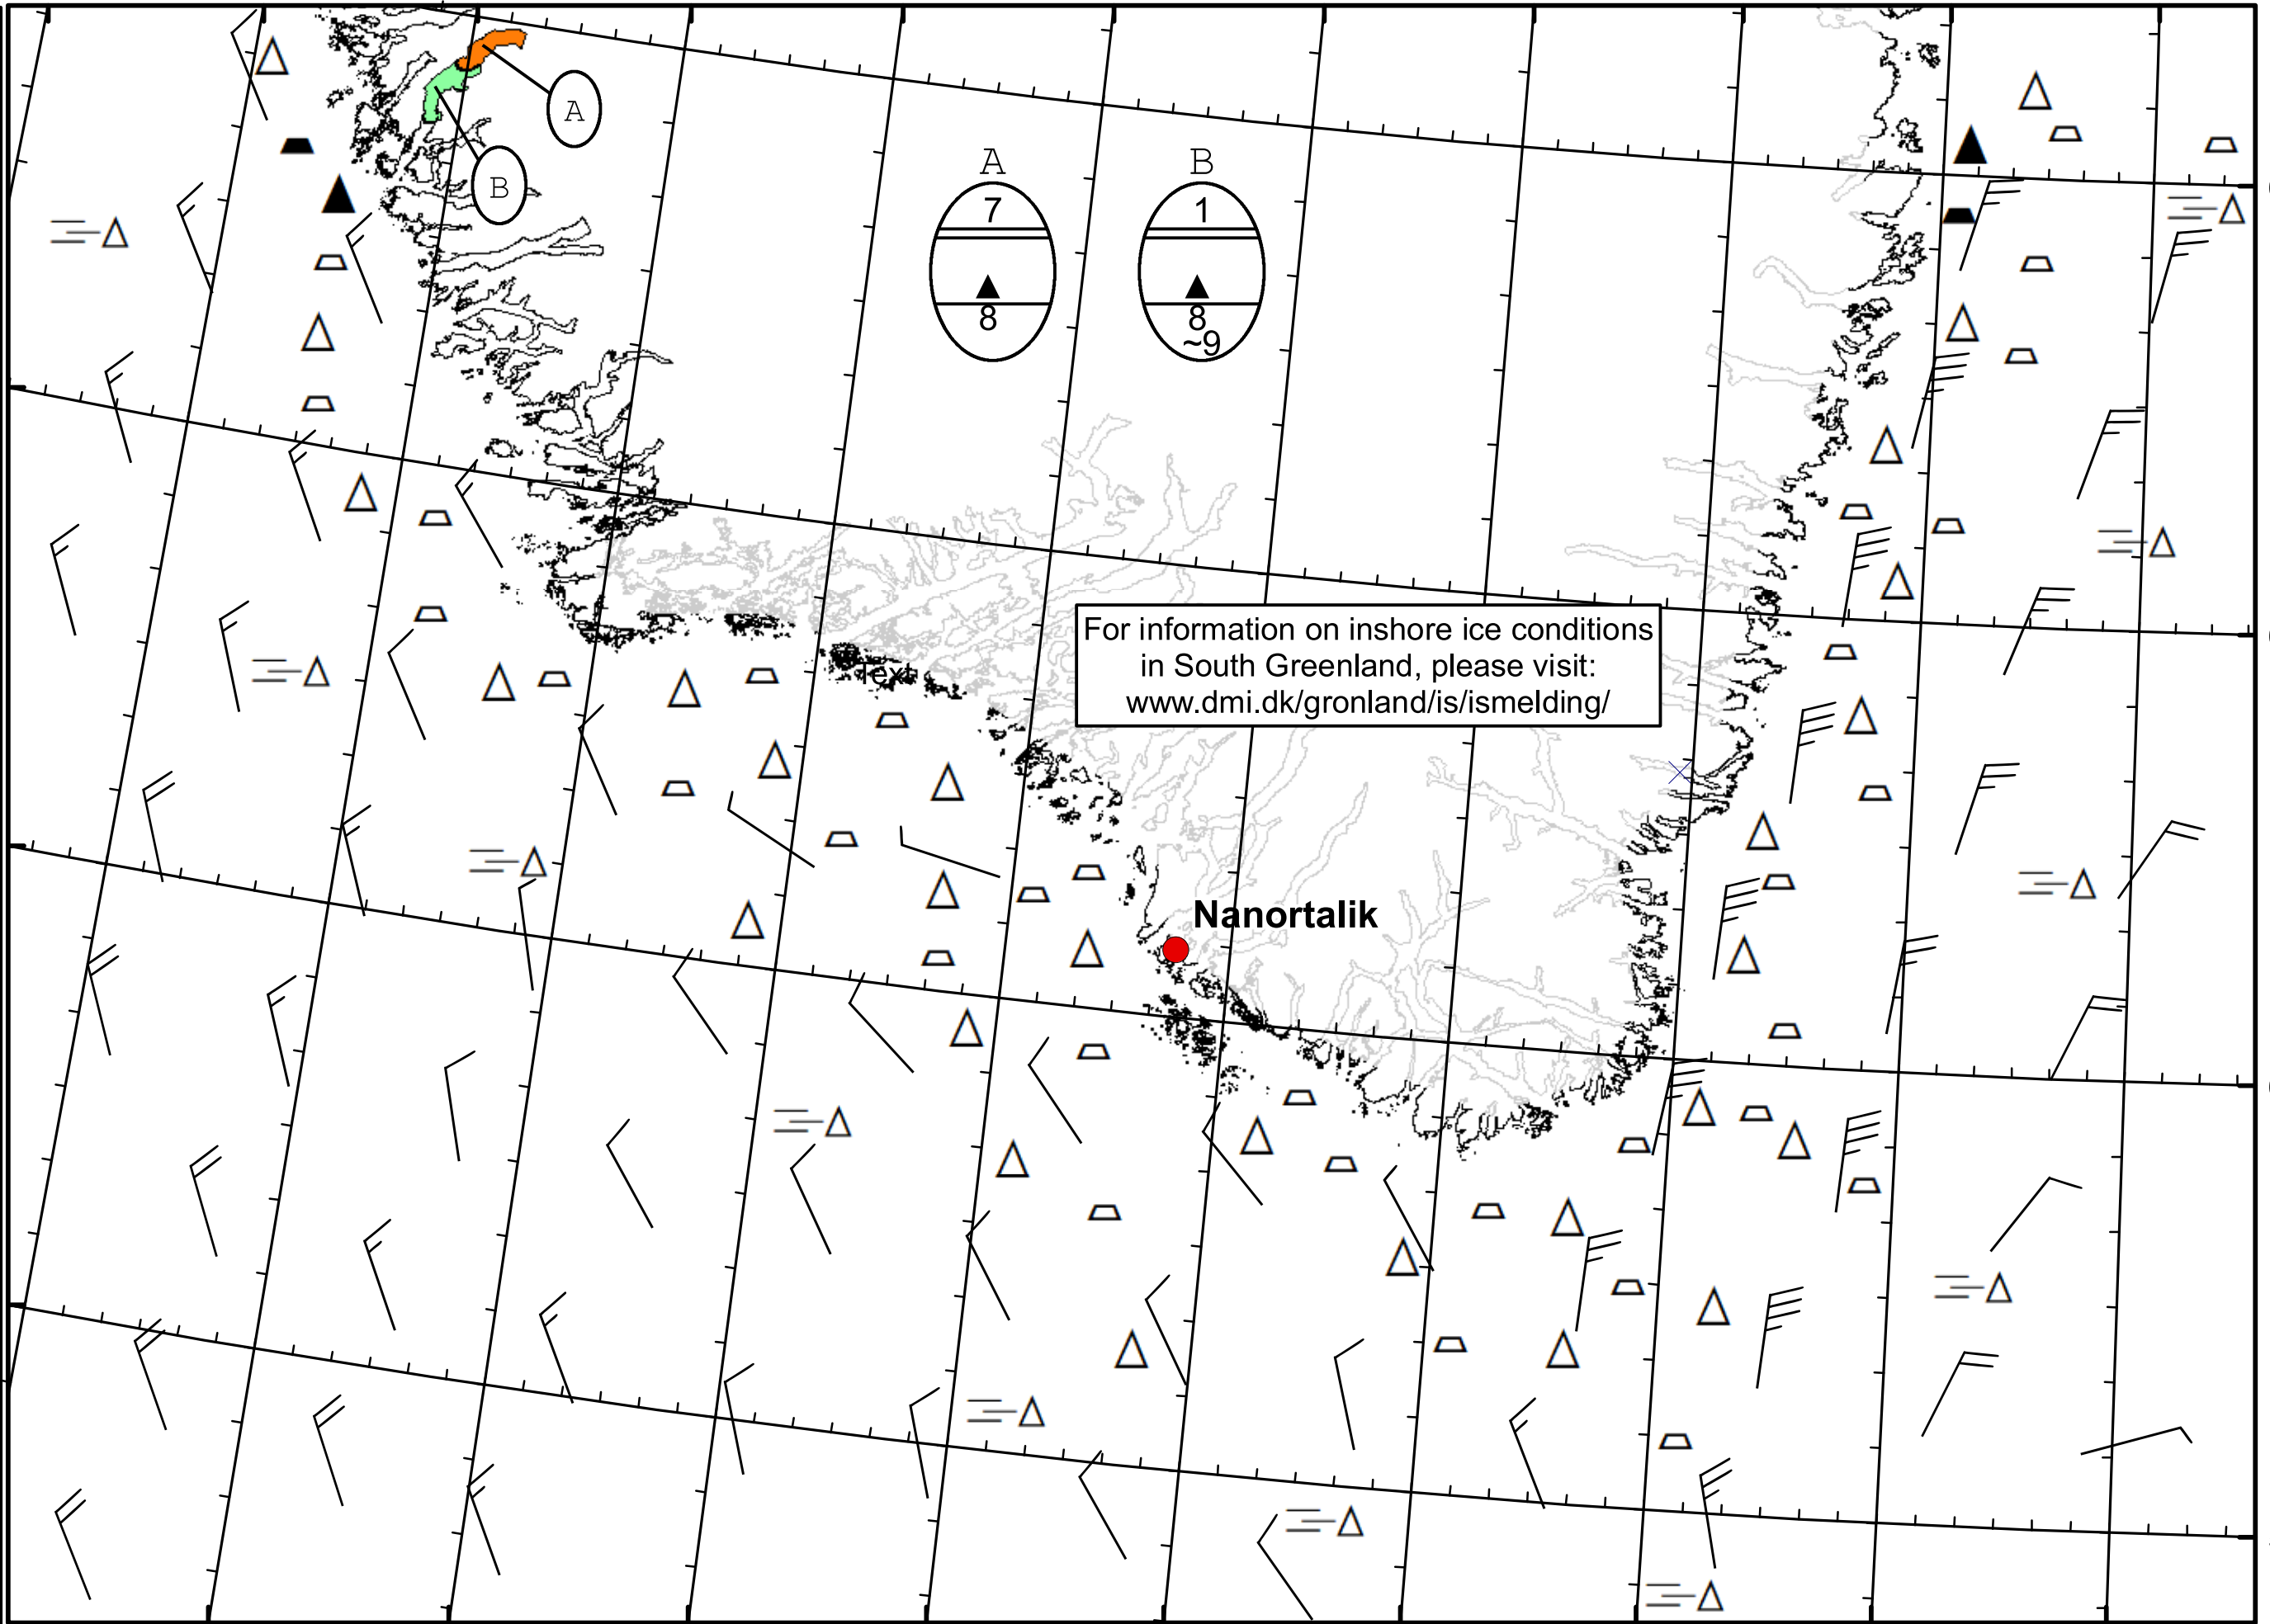 A
B
A
B
7
1
▲
▲
8
8
~9
For information on inshore ice conditions
in South Greenland, please visit:
www.dmi.dk/gronland/is/ismelding/
Text
Nanortalik